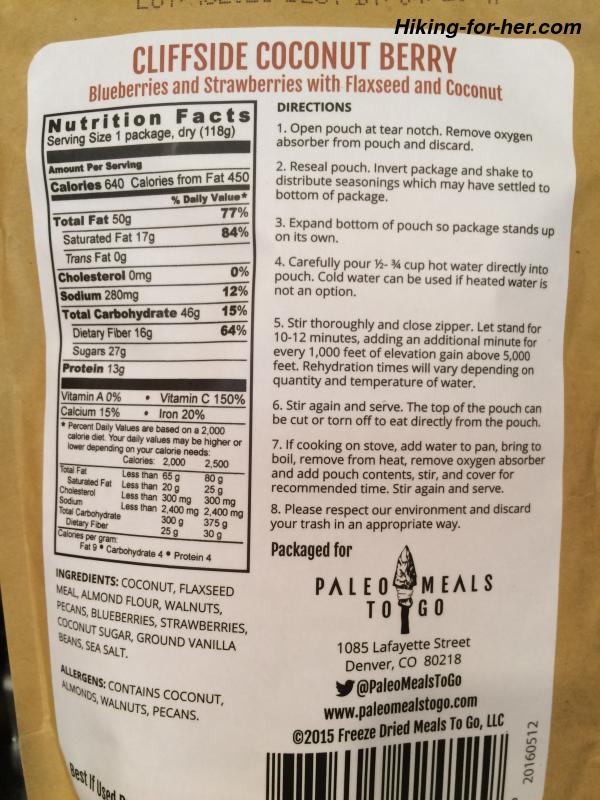 Hiking-for-her.com
CLIFFSIDE COCONUT BERRY
Blueberries and Strawberries with Flaxseed and Coconut
Nutrition Facts
Serving Size 1 package, dry (118g)
Amount Per Serving
Calories 640 Calories from Fat 450
% Daily Value*
Total Fat 50g 77%
Saturated Fat 17g 84%
Trans Fat 0g
Cholesterol 0mg 0%
Sodium 280mg 12%
Total Carbohydrate 46g 15%
Dietary Fiber 16g 64%
Sugars 27g
Protein 13g
Vitamin A 0% • Vitamin C 150%
Calcium 15% • Iron 20%
* Percent Daily Values are based on a 2,000
calorie diet. Your daily values may be higher or
lower depending on your calorie needs:
Calories: 2,000 2,500
Total Fat Less than 65 g 80 g
Saturated Fat Less than 20 g 25 g
Cholesterol Less than 300 mg 300 mg
Sodium Less than 2,400 mg 2,400 mg
Total Carbohydrate 300 g 375 g
Dietary Fiber 25 g 30 g
Calories per gram:
Fat 9 • Carbohydrate 4 • Protein 4
INGREDIENTS: COCONUT, FLAXSEED
MEAL, ALMOND FLOUR, WALNUTS,
PECANS, BLUEBERRIES, STRAWBERRIES,
COCONUT SUGAR, GROUND VANILLA
BEANS, SEA SALT.
ALLERGENS: CONTAINS COCONUT,
ALMONDS, WALNUTS, PECANS.
Best If Used
DIRECTIONS
1. Open pouch at tear notch. Remove oxygen
absorber from pouch and discard.
2. Reseal pouch. Invert package and shake to
distribute seasonings which may have settled to
bottom of package.
3. Expand bottom of pouch so package stands up
on its own.
4. Carefully pour ½- ¾ cup hot water directly into
pouch. Cold water can be used if heated water is
not an option.
5. Stir thoroughly and close zipper. Let stand for
10-12 minutes, adding an additional minute for
every 1,000 feet of elevation gain above 5,000
feet. Rehydration times will vary depending on
quantity and temperature of water.
6. Stir again and serve. The top of the pouch can
be cut or torn off to eat directly from the pouch.
7. If cooking on stove, add water to pan, bring to
boil, remove from heat, remove oxygen absorber
and add pouch contents, stir, and cover for
recommended time. Stir again and serve.
8. Please respect our environment and discard
your trash in an appropriate way.
Packaged for
PALEO MEALS
TO GO
1085 Lafayette Street
Denver, CO 80218
@PaleoMealsToGo
www.paleomealstogo.com
©2015 Freeze Dried Meals To Go, LLC
20160512